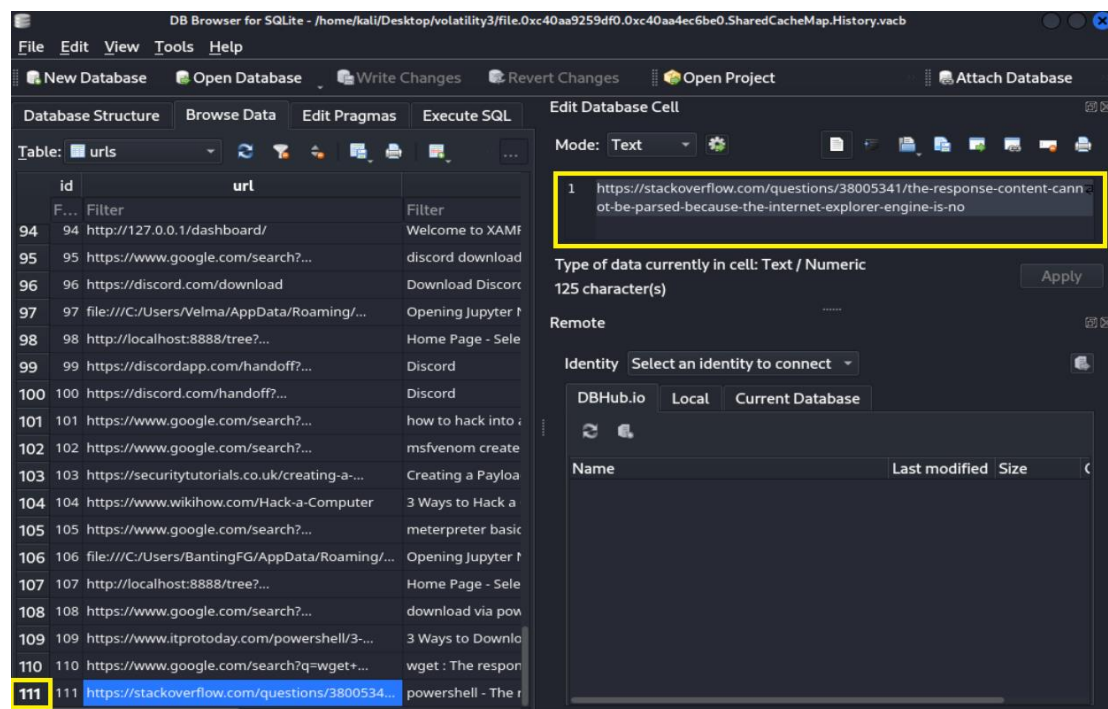 DB Browser for SQLite - /home/kali/Desktop/volatility3/file.0xc40aa9259df0.0xc40aa4ec6be0.SharedCacheMap.History.vacb
File Edit View Tools Help
New Database Open Database Write Changes Revert Changes Open Project Attach Database
Database Structure Browse Data Edit Pragmas Execute SQL
Table: urls ...
id url
F... Filter Filter
94 94 http://127.0.0.1/dashboard/ Welcome to XAMF
95 95 https://www.google.com/search?... discord download
96 96 https://discord.com/download Download Discor
97 97 file:///C:/Users/Velma/AppData/Roaming/... Opening Jupyter N
98 98 http://localhost:8888/tree?... Home Page - Sele
99 99 https://discordapp.com/handoff?... Discord
100 100 https://discord.com/handoff?... Discord
101 101 https://www.google.com/search?... how to hack into a
102 102 https://www.google.com/search?... msfvenom create
103 103 https://securitytutorials.co.uk/creating-a-... Creating a Payloa
104 104 https://www.wikihow.com/Hack-a-Computer 3 Ways to Hack a
105 105 https://www.google.com/search?... meterpreter basic
106 106 file:///C:/Users/BantingFG/AppData/Roaming/... Opening Jupyter N
107 107 http://localhost:8888/tree?... Home Page - Sele
108 108 https://www.google.com/search?... download via pow
109 109 https://www.itprotoday.com/powershell/3-... 3 Ways to Downlo
110 110 https://www.google.com/search?q=wget+... wget : The respon
111 111 https://stackoverflow.com/questions/3800534... powershell - The r
Edit Database Cell
Mode: Text
1 https://stackoverflow.com/questions/38005341/the-response-content-cann
ot-be-parsed-because-the-internet-explorer-engine-is-no
Type of data currently in cell: Text / Numeric
125 character(s)
Apply
Remote
Identity Select an identity to connect
DBHub.io Local Current Database
Name Last modified Size